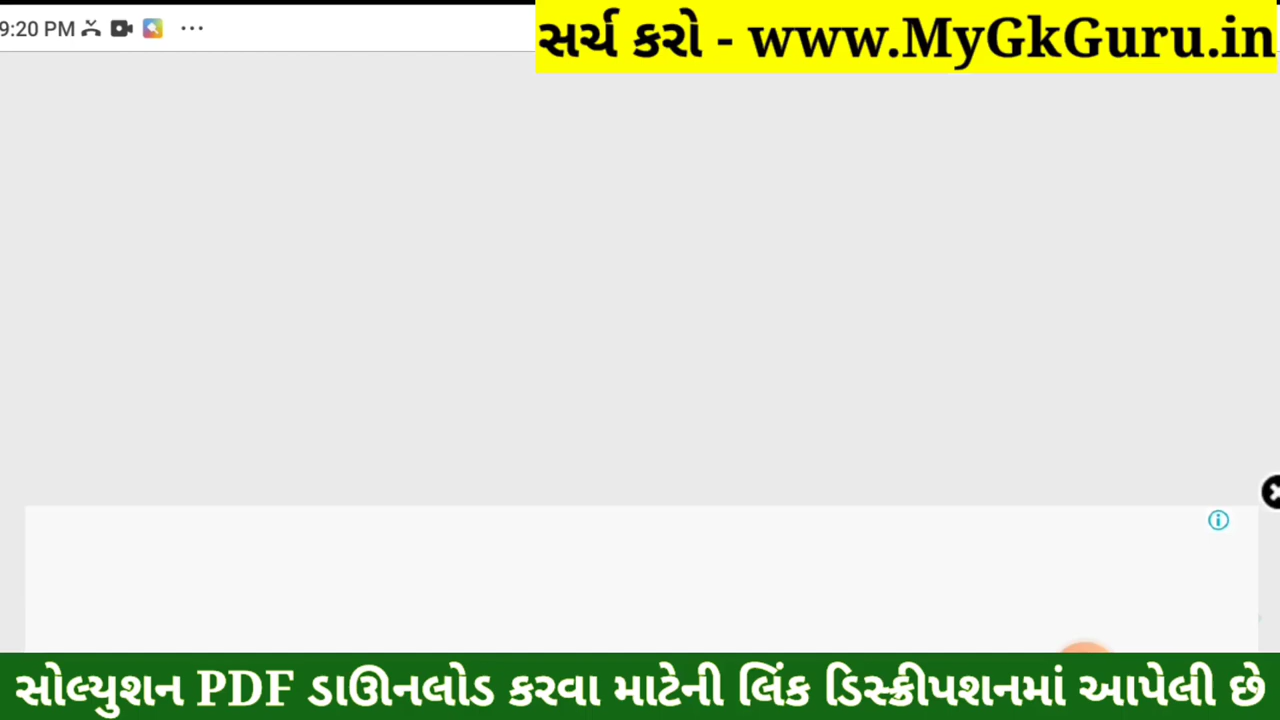 9:20 PM
સર્ચ કરો - www.MyGkGuru.in
સોલ્યુશન PDF ડાઊનલોડ કરવા માટેની લિંક ડિસ્ક્રીપશનમાં આપેલી છે